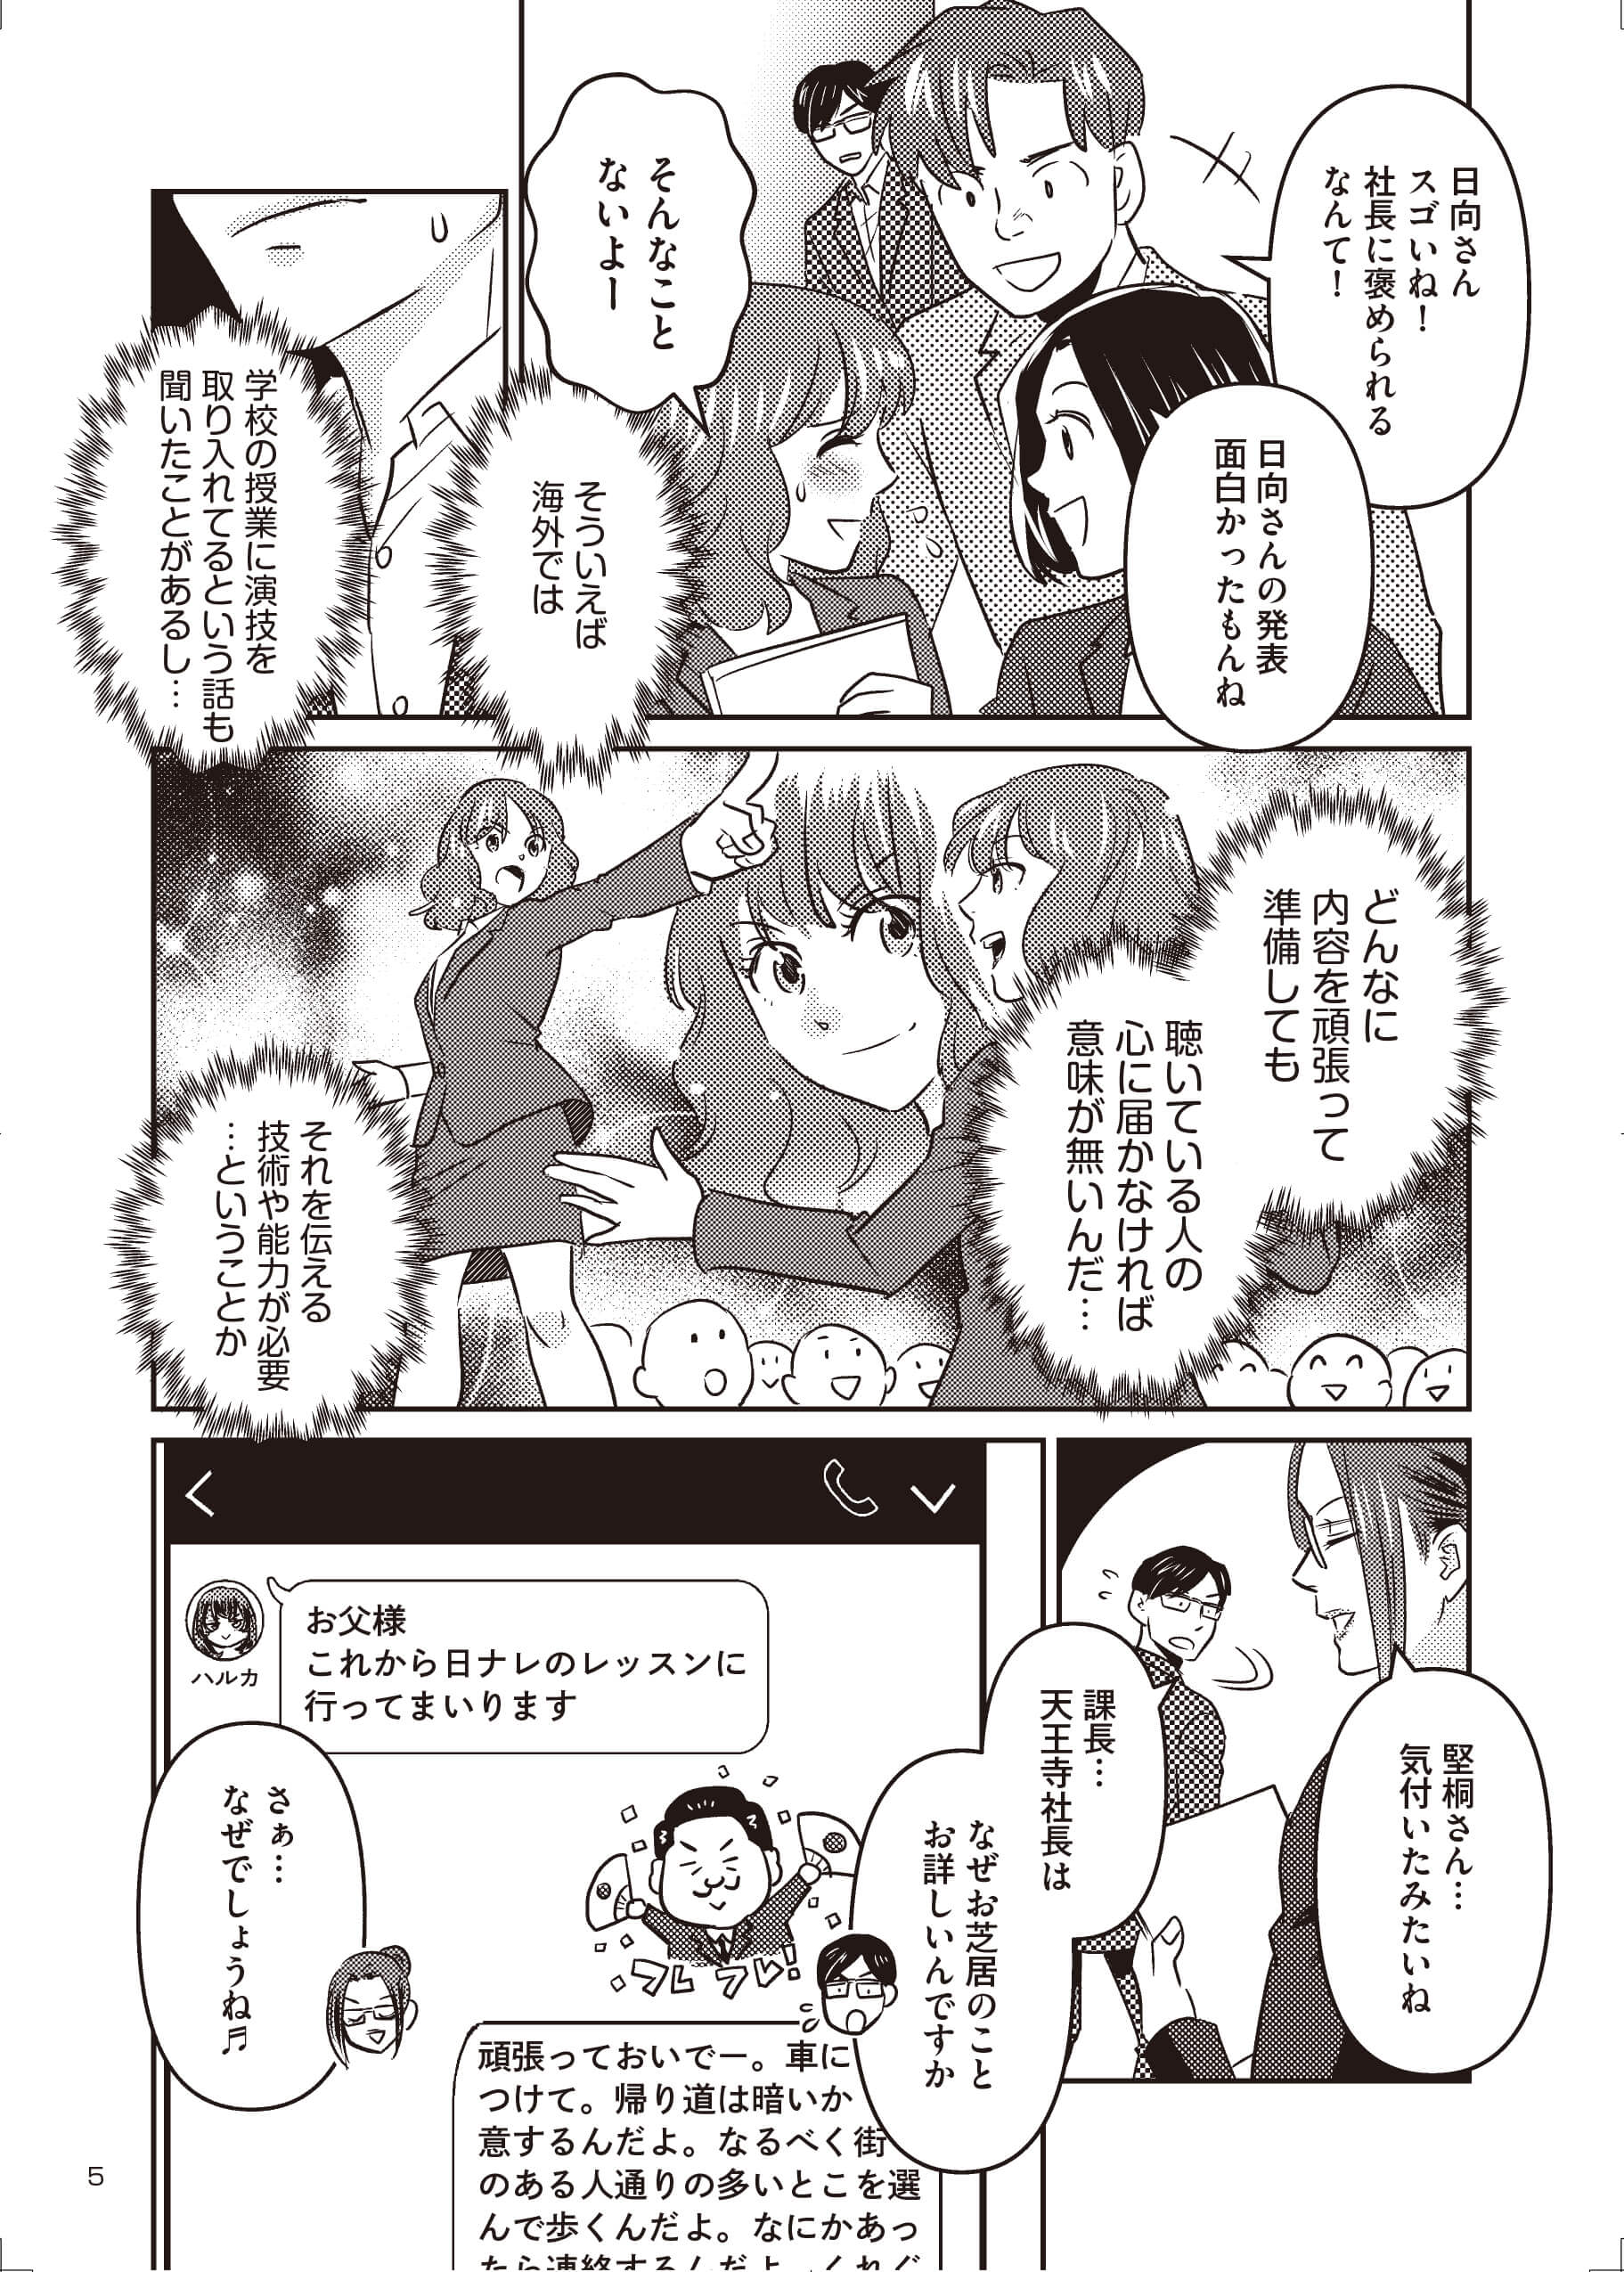 日向さん
スゴいね！
社長に褒められる
なんて！
日向さんの発表
面白かったもんね
そんなこと
ないよー
そういえば
海外では
学校の授業に演技を
取り入れてるという話も
聞いたことがあるし…
どんなに
内容を頑張って
準備しても
聴いている人の
心に届かなければ
意味が無いんだ…
それを伝える
技術や能力が必要
…ということか
堅桐さん…
気付いたみたいね
課長…
天王寺社長は
なぜお芝居のこと
お詳しいんですか
ハルカ
お父様
これから日ナレのレッスンに
行ってまいります
フレ フレ！
頑張っておいでー。車に
つけて。帰り道は暗いか
意するんだよ。なるべく街
のある人通りの多いとこを選
んで歩くんだよ。なにかあっ
たら連絡するんだよ。くれぐ
さぁ…
なぜでしょうね♬
5